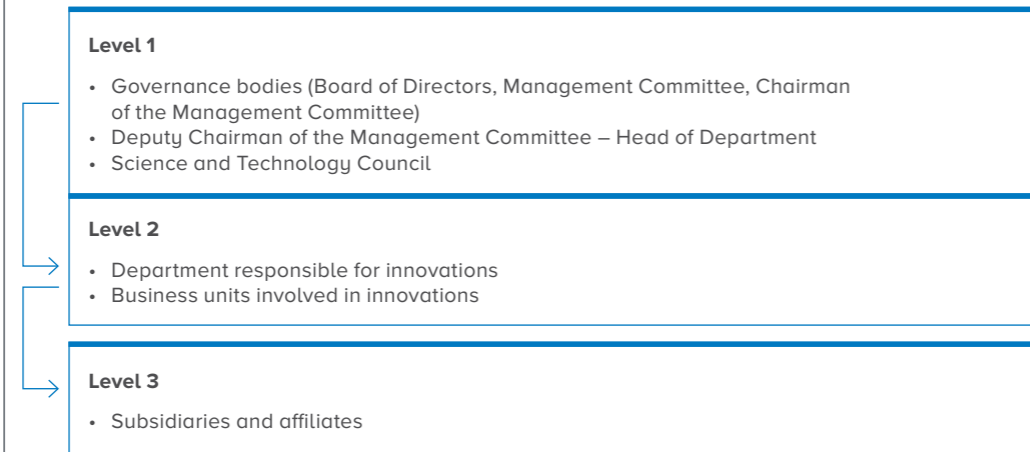 Level 1
• Governance bodies (Board of Directors, Management Committee, Chairman
of the Management Committee)
• Deputy Chairman of the Management Committee – Head of Department
• Science and Technology Council
Level 2
• Department responsible for innovations
• Business units involved in innovations
Level 3
• Subsidiaries and affiliates